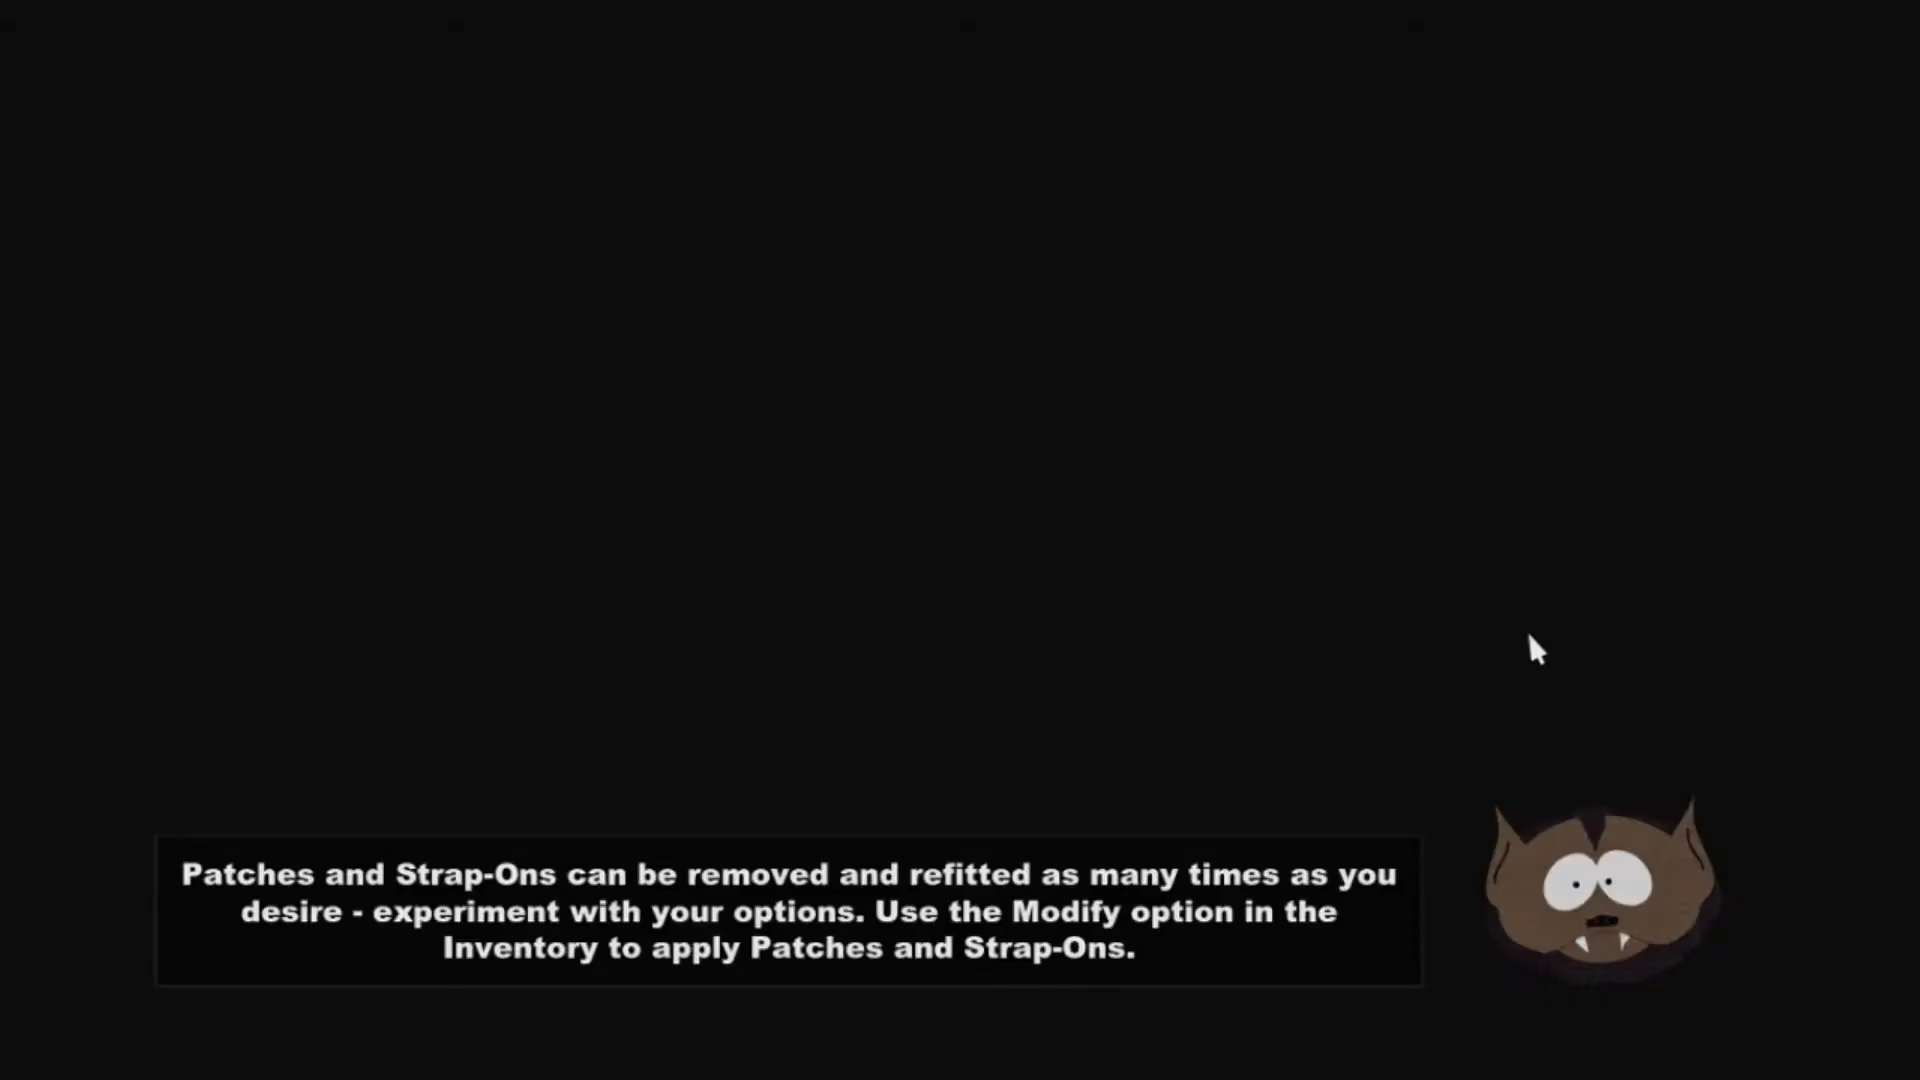 Patches and Strap-Ons can be removed and refitted as many times as you
desire - experiment with your options. Use the Modify option in the
Inventory to apply Patches and Strap-Ons.